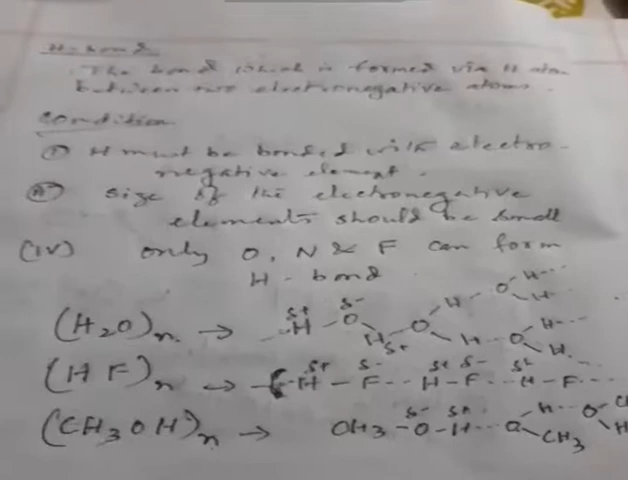 H-bond
The bond which is formed via H atom
between two electronegative atoms.
Condition
(i) H must be bonded with electro-
negative element.
size of the electronegative
elements should be small
(iv) only O, N & F can form
H-bond
(H₂O)ₙ → H - O H O H O H H O H H
δ+ δ- δ+
(HF)ₙ → H - F --- H - F --- H - F ---
δ+ δ- δ+ δ- δ+
(CH₃OH)ₙ → CH3 - O - H --- O H --- O CH₃ H
δ- δ+